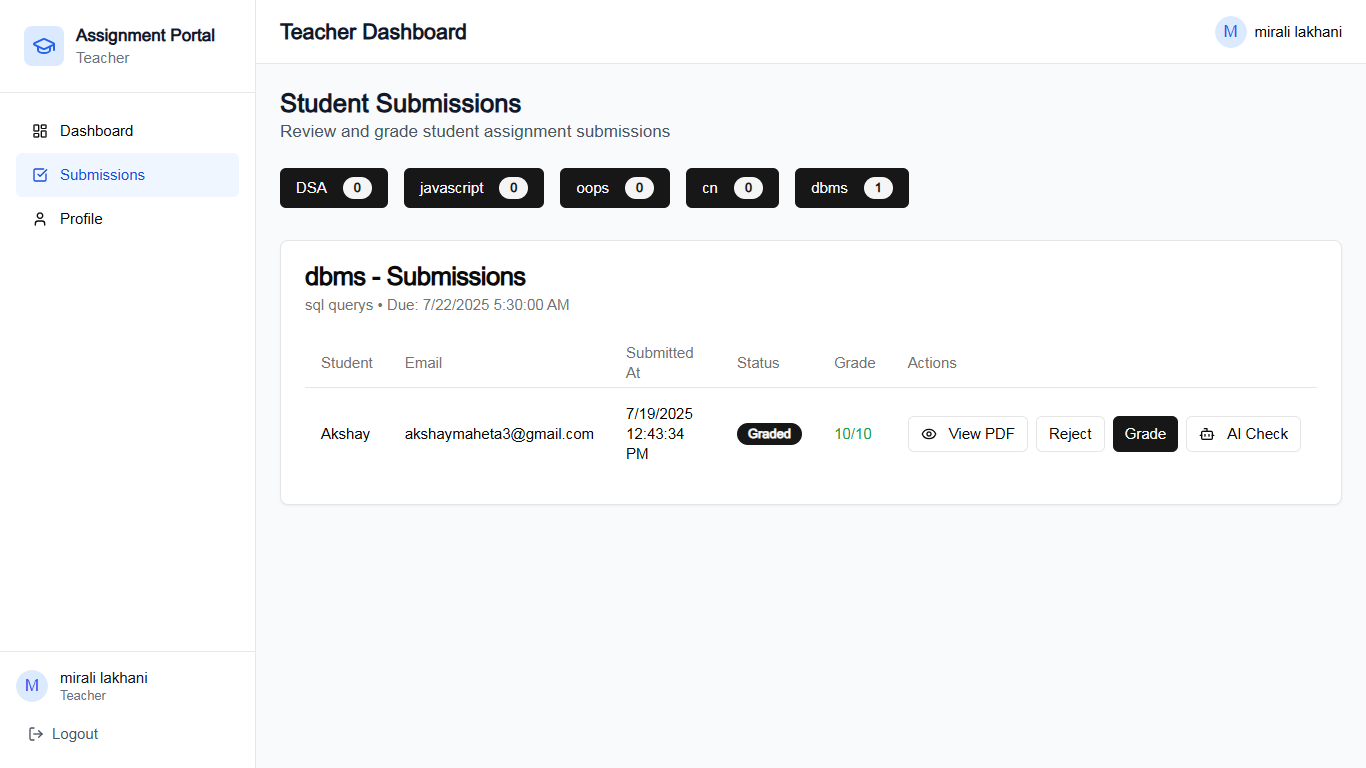 Assignment Portal
Teacher
Dashboard
Submissions
Profile
M
mirali lakhani
Teacher
Logout
Teacher Dashboard
M
mirali lakhani
Student Submissions
Review and grade student assignment submissions
DSA 0
javascript 0
oops 0
cn 0
dbms 1
dbms - Submissions
sql querys • Due: 7/22/2025 5:30:00 AM
Student Email Submitted At Status Grade Actions
Akshay akshaymaheta3@gmail.com 7/19/2025 12:43:34 PM Graded 10/10 View PDF Reject Grade AI Check